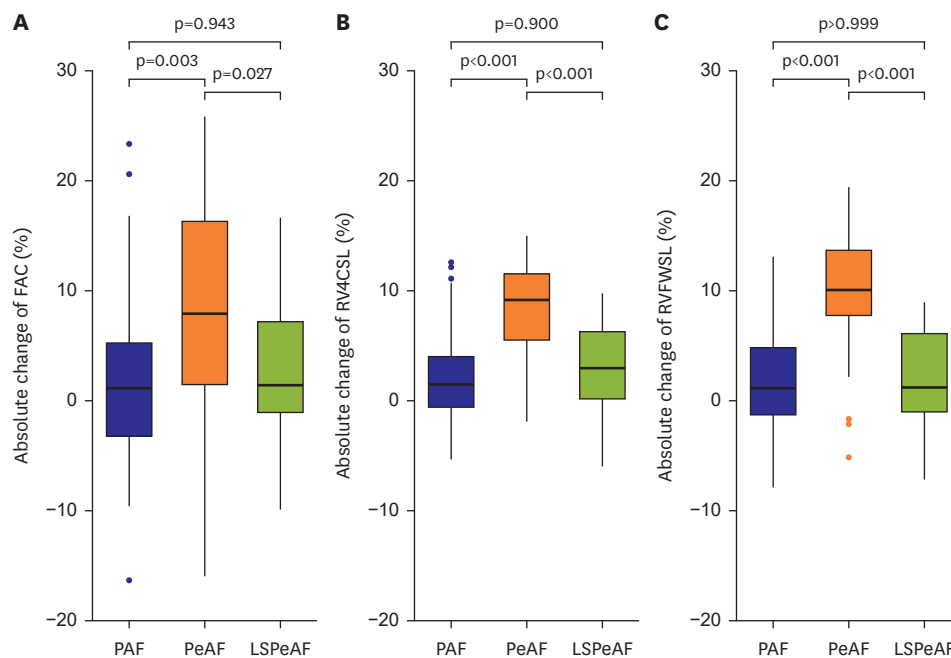 A
p=0.943
p=0.003
p=0.027
Absolute change of FAC (%)
30
20
10
0
−10
−20
PAF
PeAF
LSPeAF
B
p=0.900
p<0.001
p<0.001
Absolute change of RV4CSL (%)
30
20
10
0
−10
−20
PAF
PeAF
LSPeAF
C
p>0.999
p<0.001
p<0.001
Absolute change of RVFWSL (%)
30
20
10
0
−10
−20
PAF
PeAF
LSPeAF